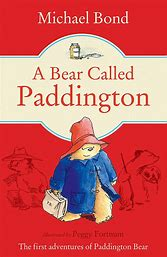 Michael Bond
A Bear Called
Paddington
Illustrated by Peggy Fortnum
The first adventures of Paddington Bear